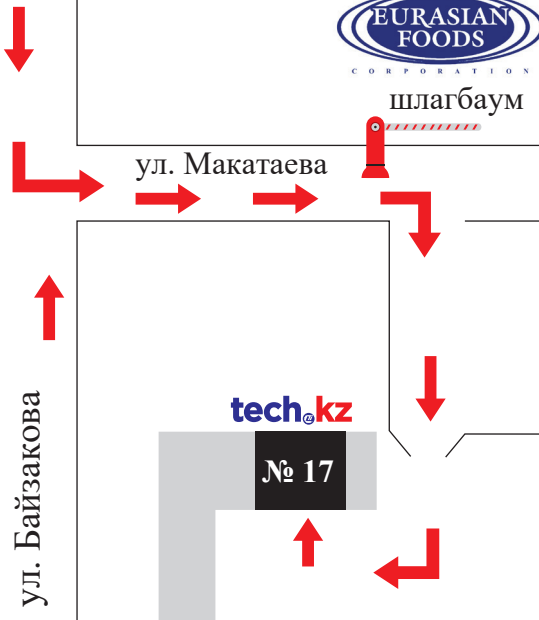 EURASIAN
FOODS
CORPORATION
шлагбаум
ул. Макатаева
ул. Байзакова
tech.kz
№ 17